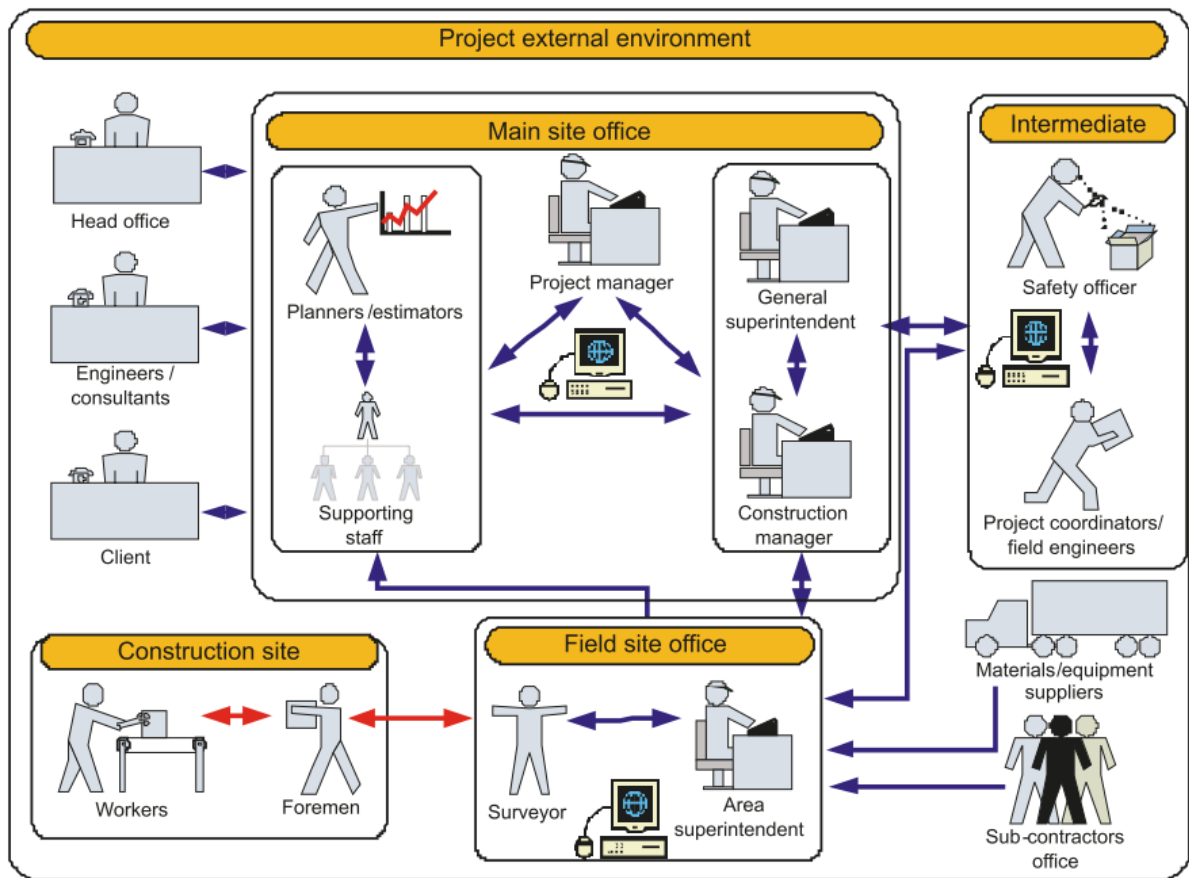 Project external environment
Main site office
Intermediate
Head office
Planners/estimators
Project manager
General
superintendent
Safety officer
Engineers /
consultants
Supporting
staff
Construction
manager
Project coordinators/
field engineers
Client
Construction site
Field site office
Materials/equipment
suppliers
Workers
Foremen
Surveyor
Area
superintendent
Sub-contractors
office